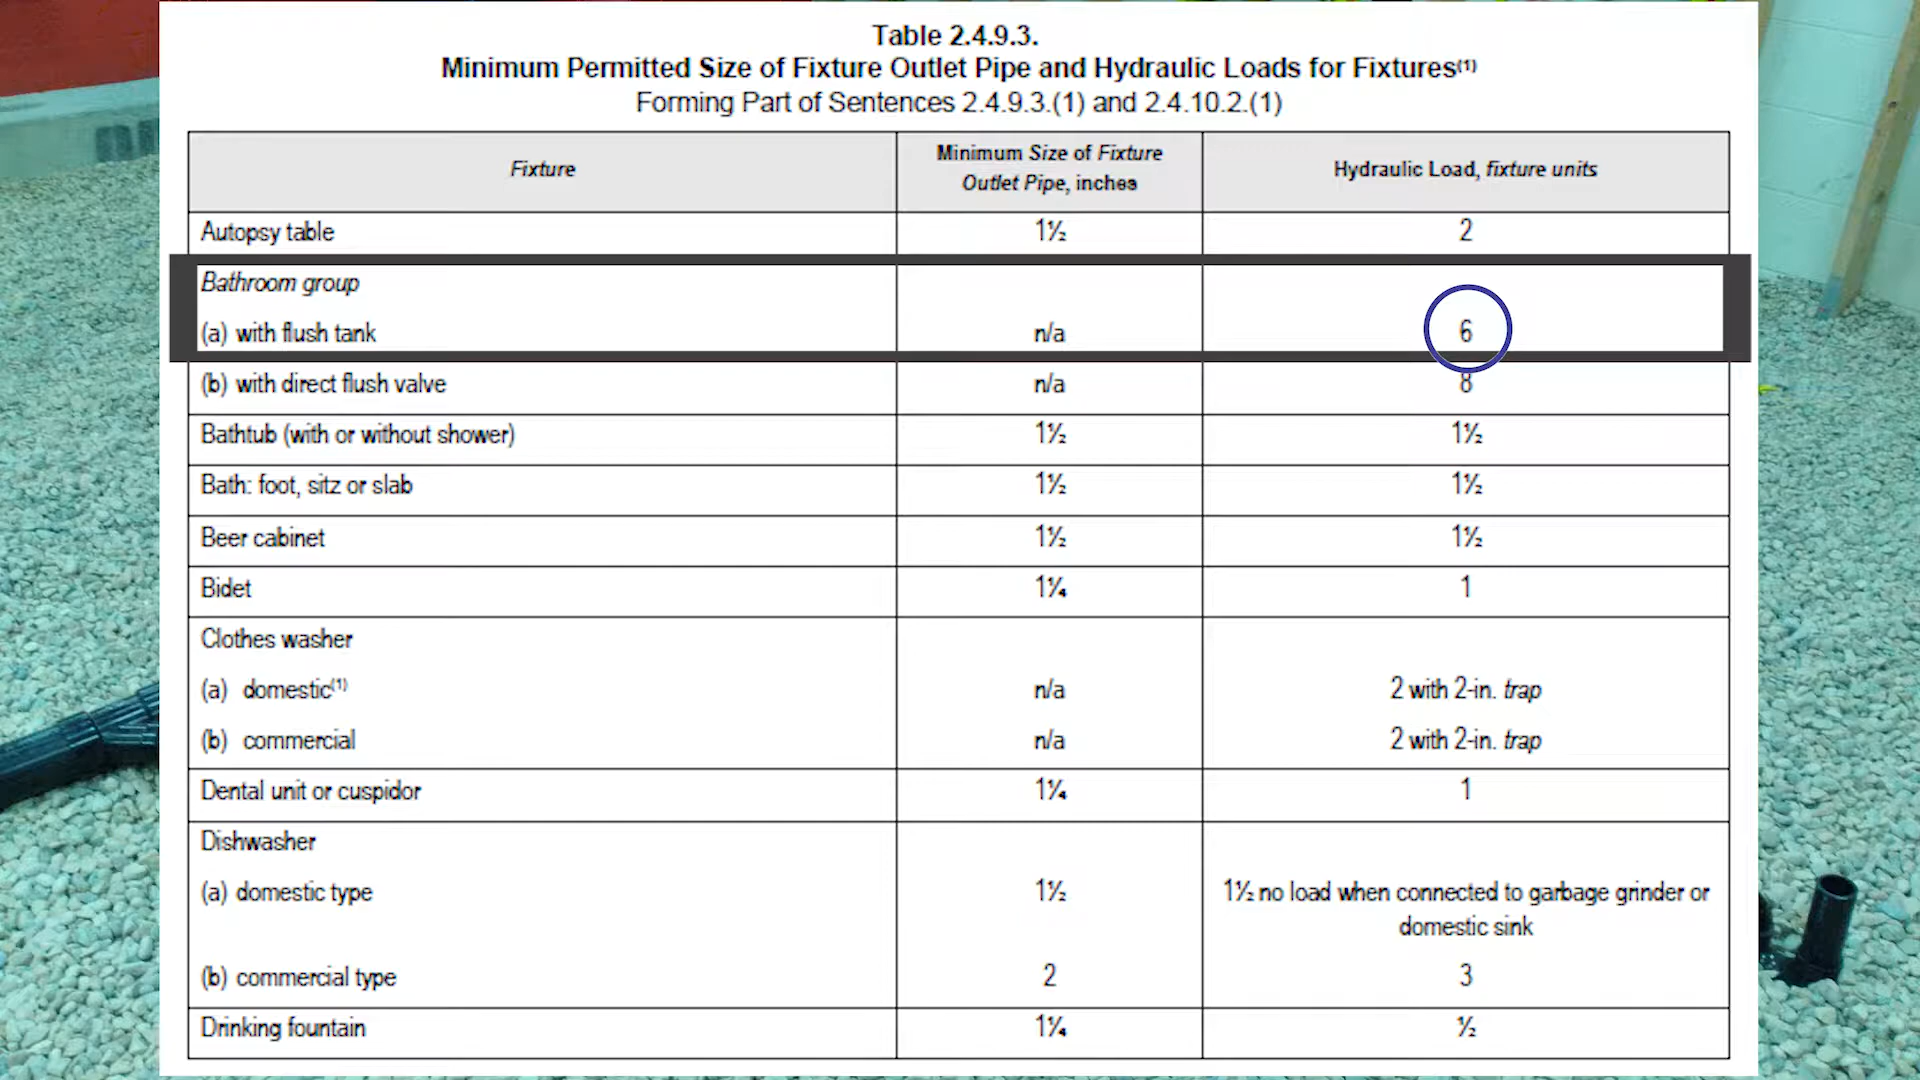 Table 2.4.9.3.
Minimum Permitted Size of Fixture Outlet Pipe and Hydraulic Loads for Fixtures⁽¹⁾
Forming Part of Sentences 2.4.9.3.(1) and 2.4.10.2.(1)
Fixture Minimum Size of Fixture Outlet Pipe, inches Hydraulic Load, fixture units
Autopsy table 1½ 2
Bathroom group
(a) with flush tank n/a 6
(b) with direct flush valve n/a 8
Bathtub (with or without shower) 1½ 1½
Bath: foot, sitz or slab 1½ 1½
Beer cabinet 1½ 1½
Bidet 1¼ 1
Clothes washer
(a) domestic⁽¹⁾ n/a 2 with 2-in. trap
(b) commercial n/a 2 with 2-in. trap
Dental unit or cuspidor 1¼ 1
Dishwasher
(a) domestic type 1½ 1½ no load when connected to garbage grinder or
domestic sink
(b) commercial type 2 3
Drinking fountain 1¼ ½